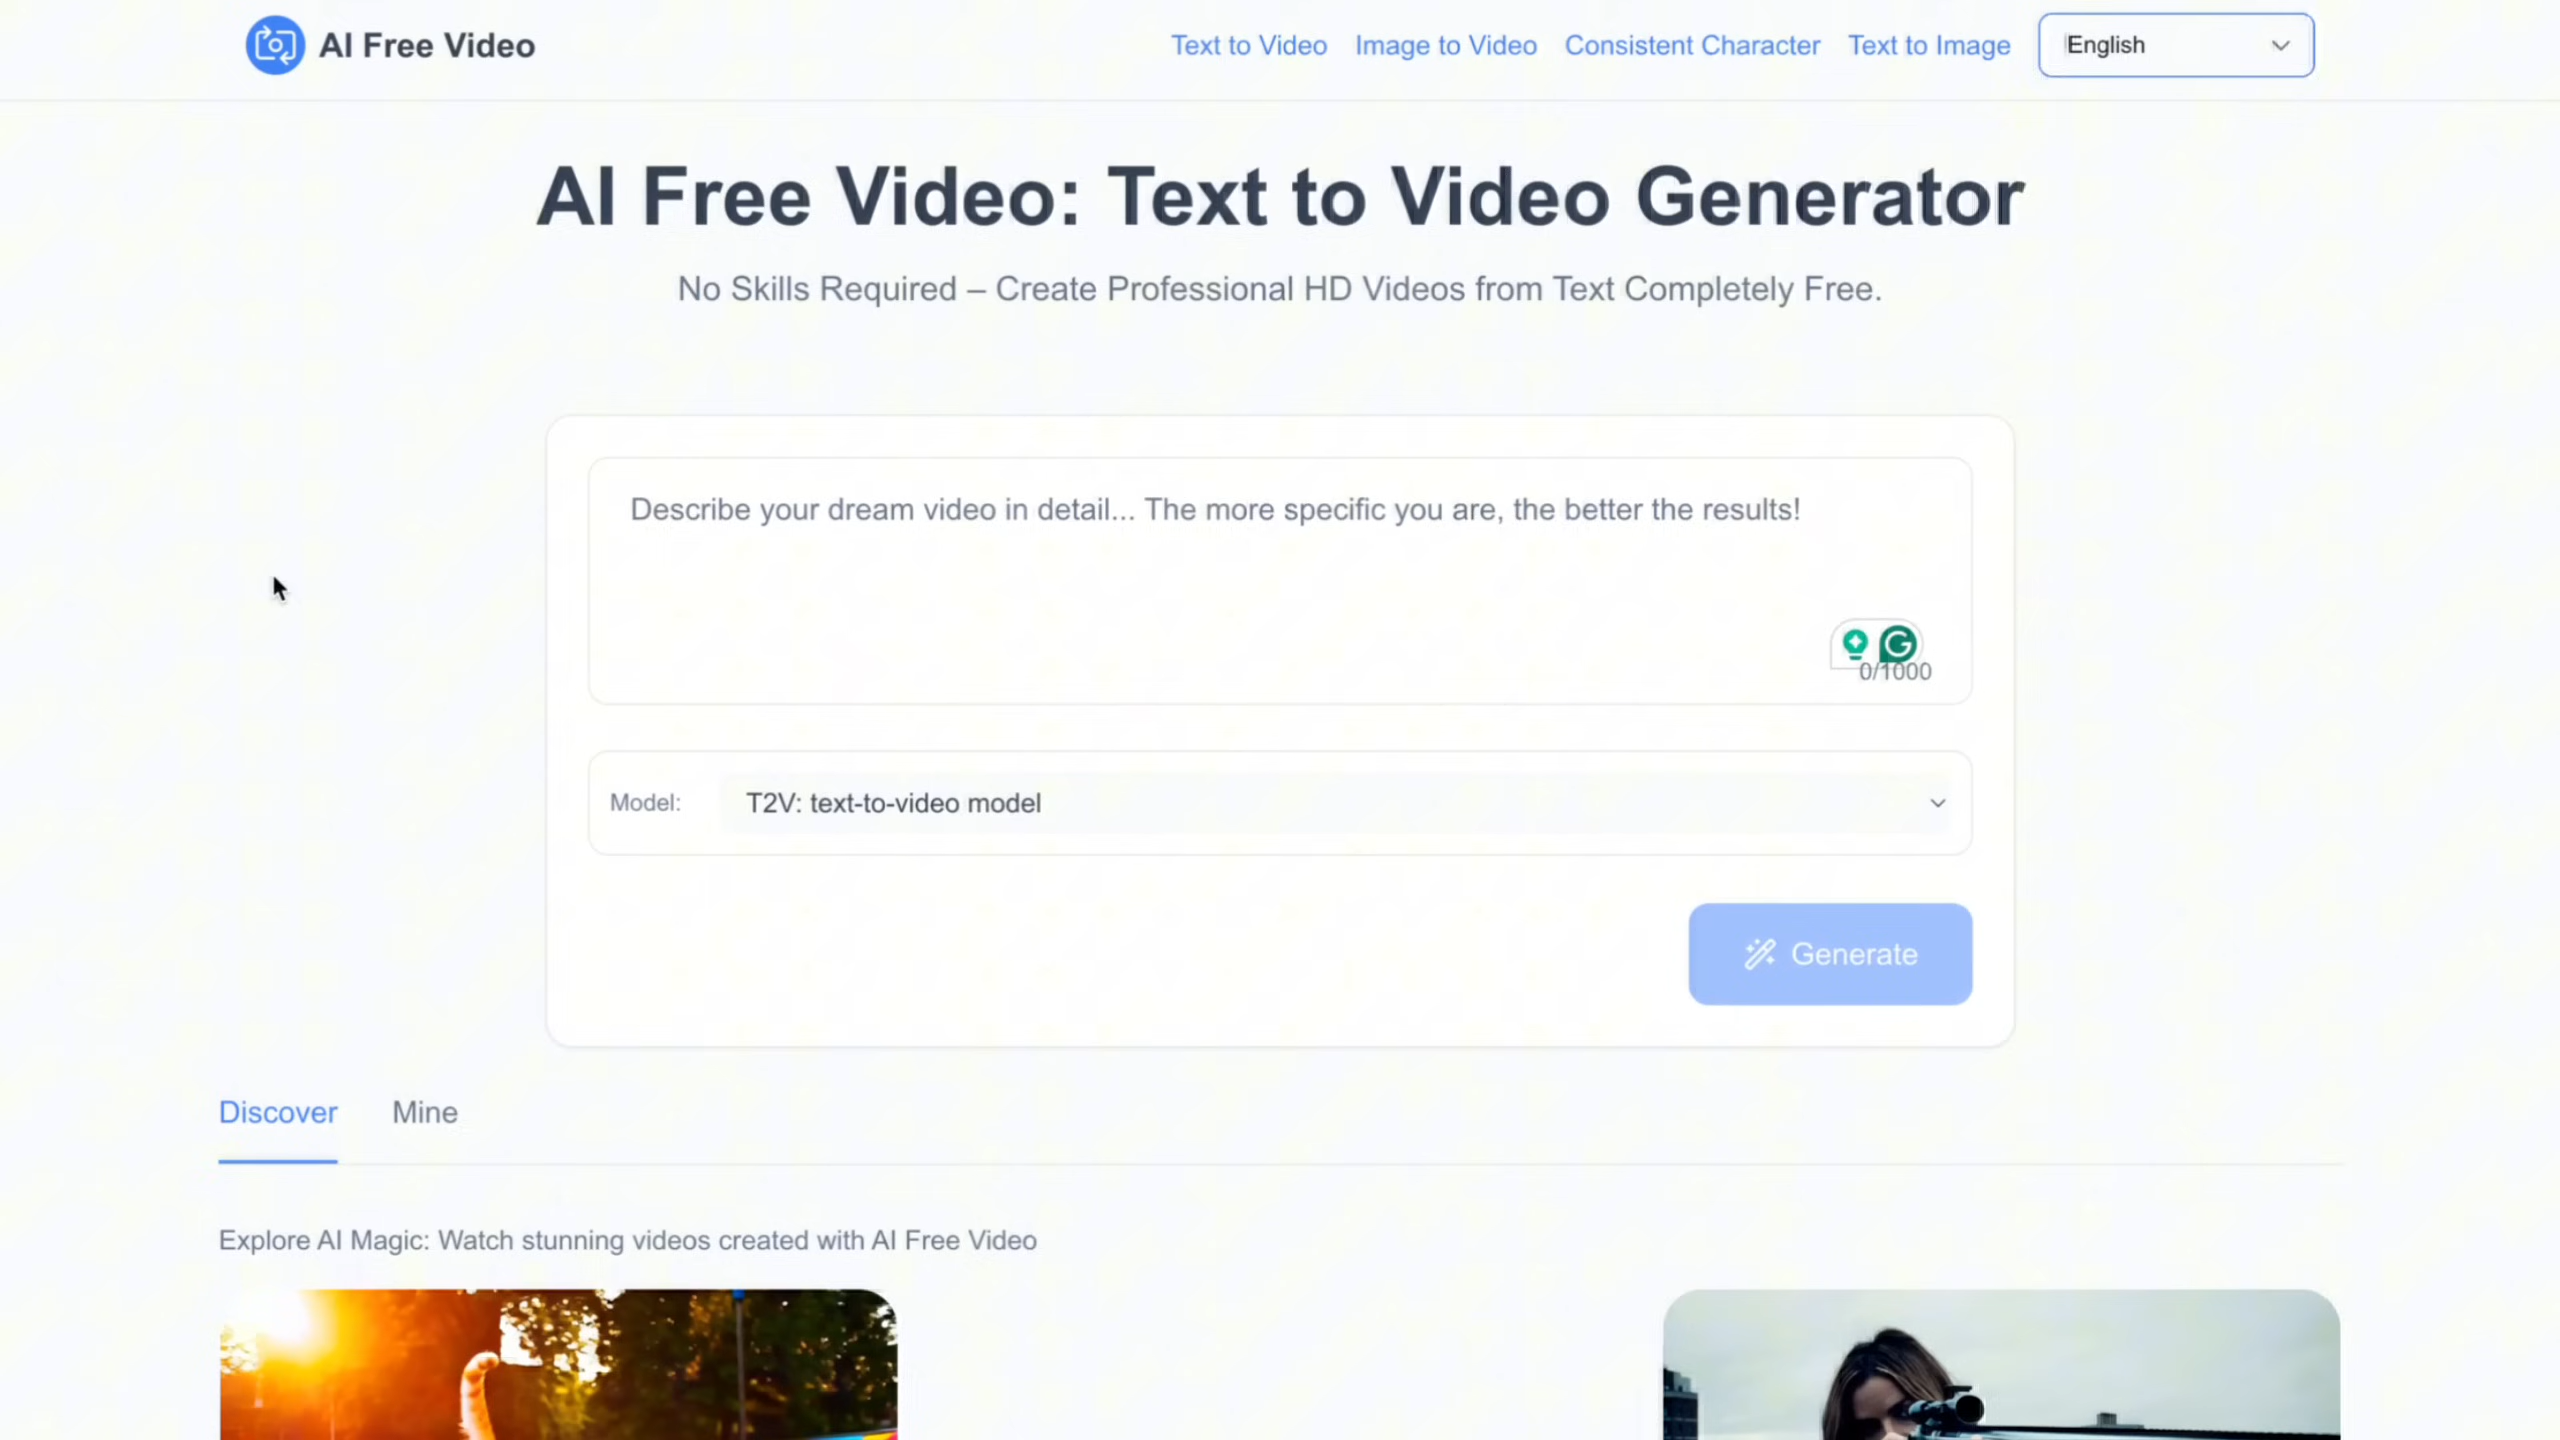 AI Free Video
Text to Video
Image to Video
Consistent Character
Text to Image
English
AI Free Video: Text to Video Generator
No Skills Required – Create Professional HD Videos from Text Completely Free.
Describe your dream video in detail... The more specific you are, the better the results!
0/1000
Model:
T2V: text-to-video model
Generate
Discover
Mine
Explore AI Magic: Watch stunning videos created with AI Free Video